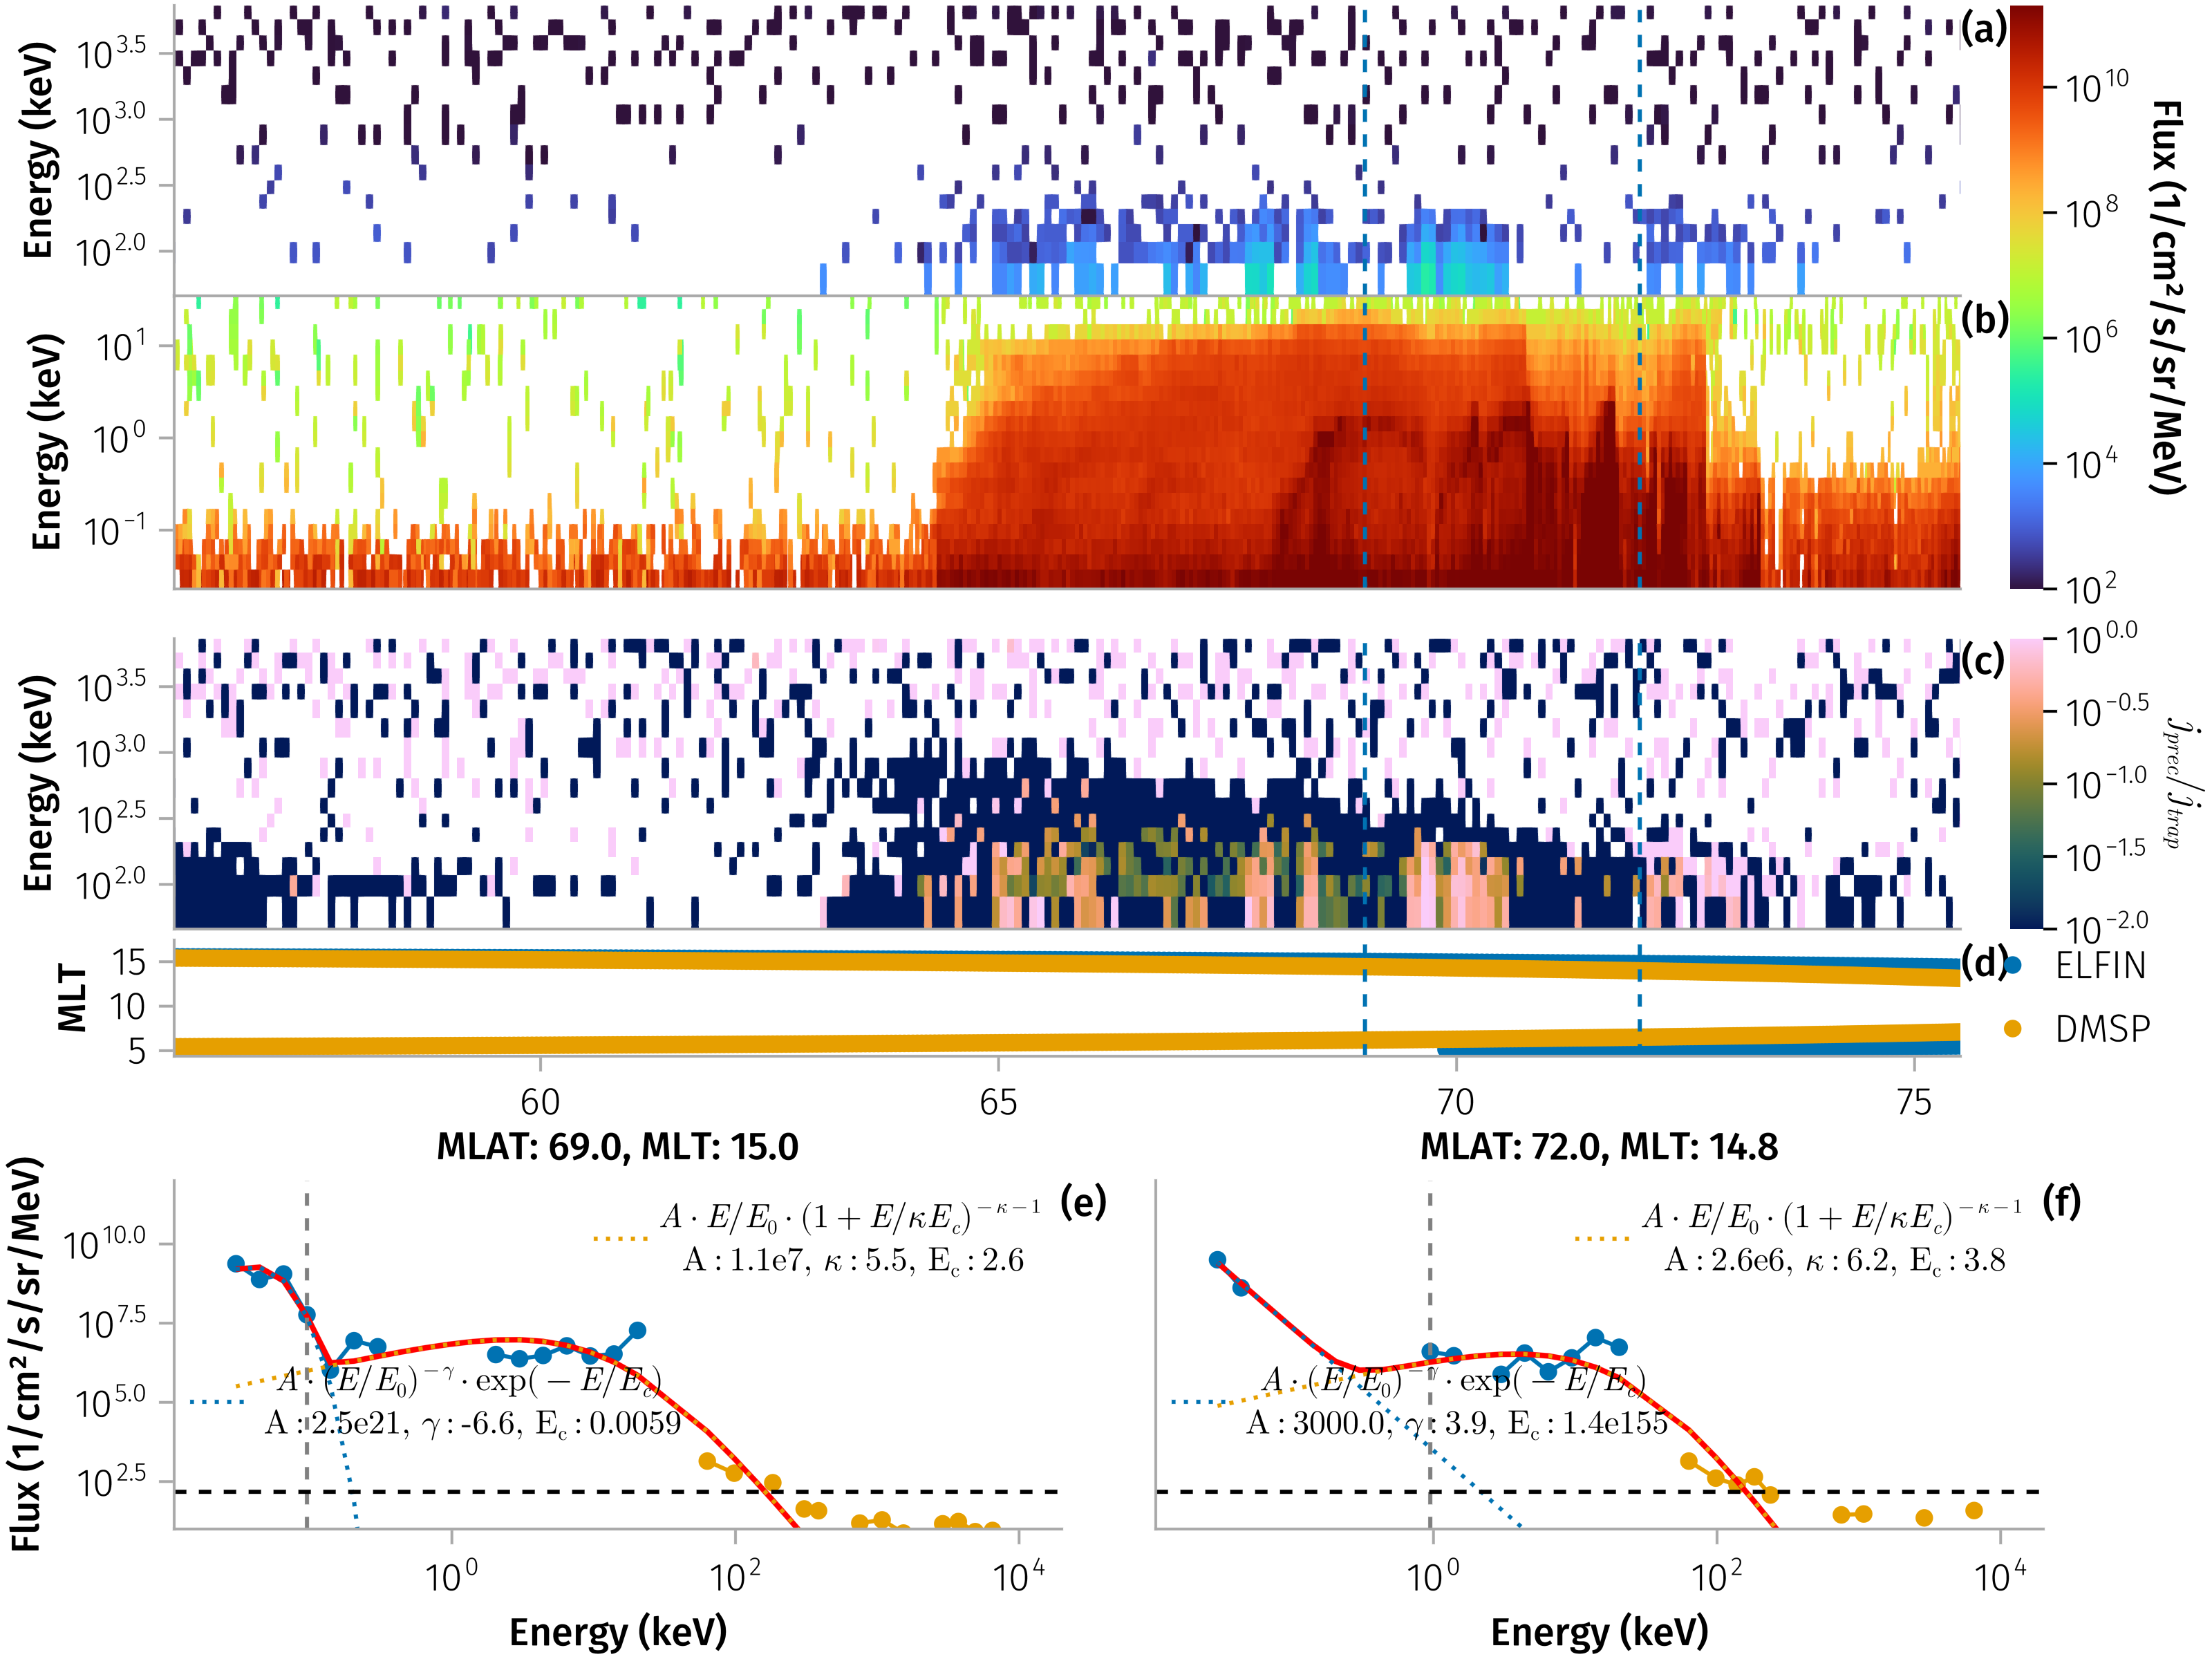 (a)
Energy (keV)
10^3.5
10^3.0
10^2.5
10^2.0
(b)
Energy (keV)
10^1
10^0
10^−1
Flux (1/cm²/s/sr/MeV)
10^10
10^8
10^6
10^4
10^2
(c)
Energy (keV)
10^3.5
10^3.0
10^2.5
10^2.0
j_prec/j_trap
10^0.0
10^−0.5
10^−1.0
10^−1.5
10^−2.0
(d)
MLT
15
10
5
ELFIN
DMSP
60 65 70 75
MLAT: 69.0, MLT: 15.0
(e)
Flux (1/cm²/s/sr/MeV)
10^10.0
10^7.5
10^5.0
10^2.5
A · E/E₀ · (1 + E/κE_c)^−κ−1
A : 1.1e7, κ : 5.5, E_c : 2.6
A · (E/E₀)^−γ · exp( − E/E_c)
A : 2.5e21, γ : -6.6, E_c : 0.0059
10^0 10^2 10^4
Energy (keV)
MLAT: 72.0, MLT: 14.8
(f)
A · E/E₀ · (1 + E/κE_c)^−κ−1
A : 2.6e6, κ : 6.2, E_c : 3.8
A · (E/E₀)^−γ · exp( − E/E_c)
A : 3000.0, γ : 3.9, E_c : 1.4e155
10^0 10^2 10^4
Energy (keV)